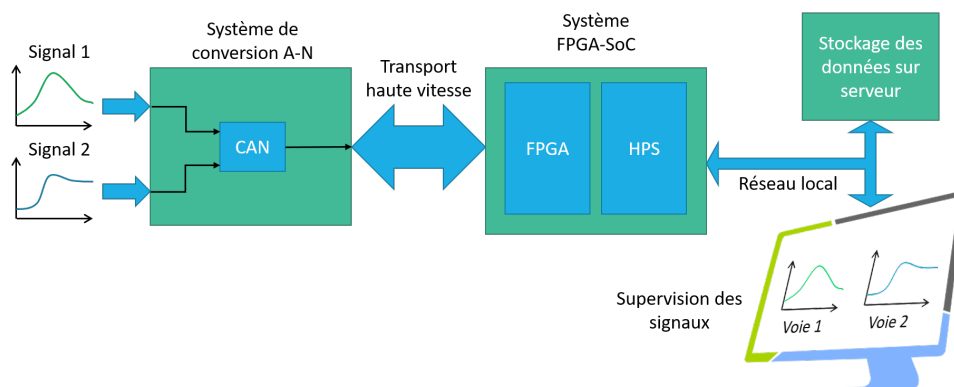 Signal 1
Signal 2
Système de
conversion A-N
CAN
Transport
haute vitesse
Système
FPGA-SoC
FPGA
HPS
Stockage des
données sur
serveur
Réseau local
Supervision des
signaux
Voie 1
Voie 2